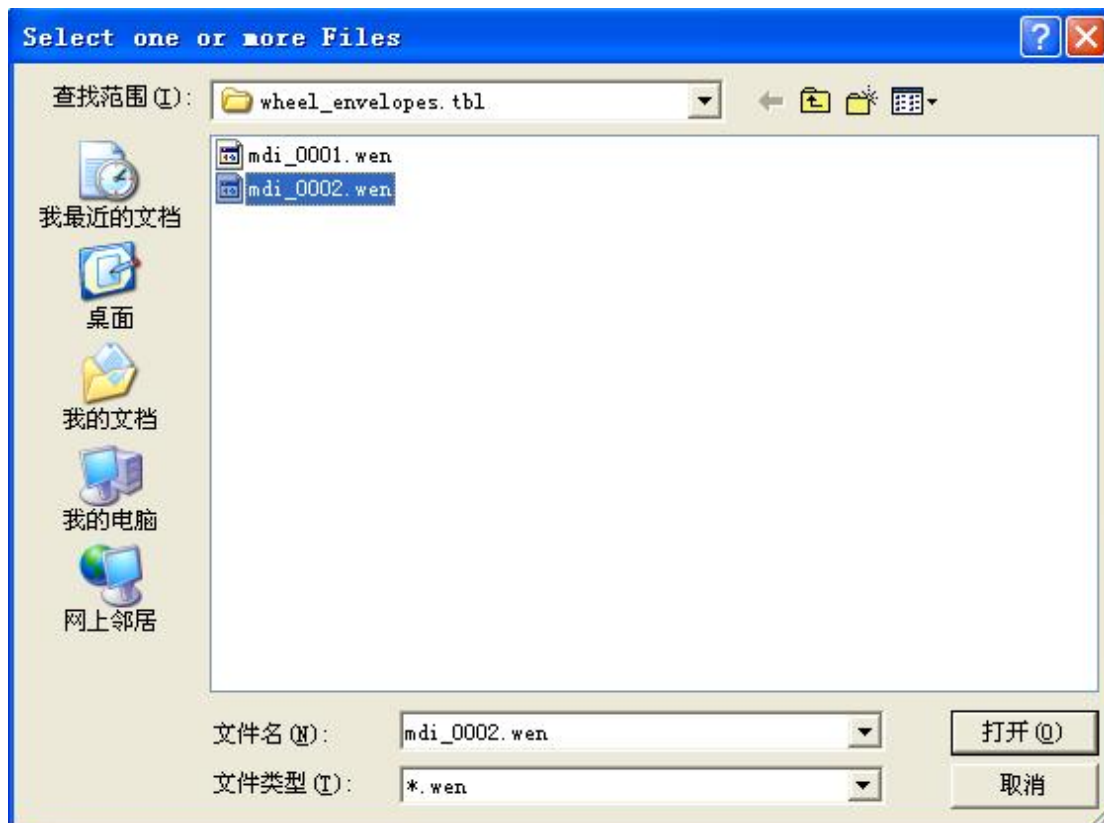 Select one or more Files
查找范围(I):
wheel_envelopes.tbl
mdi_0001.wen
mdi_0002.wen
我最近的文档
桌面
我的文档
我的电脑
网上邻居
文件名(N):
mdi_0002.wen
打开(O)
文件类型(T):
*.wen
取消